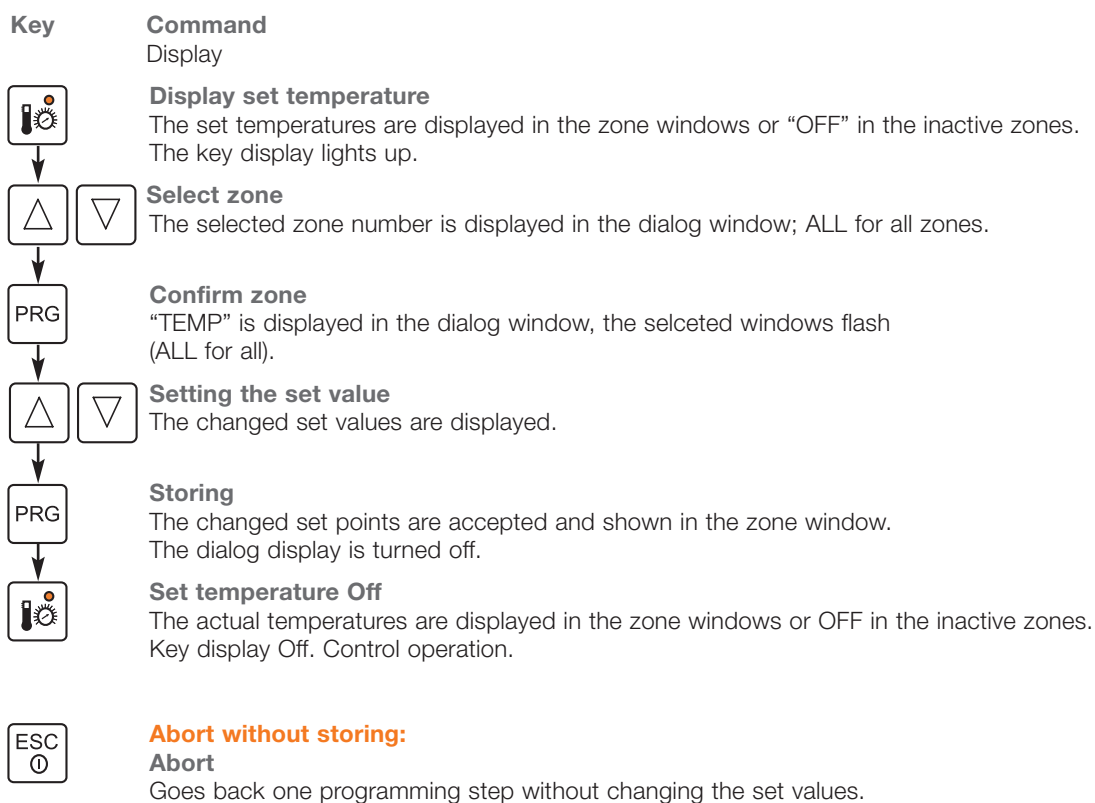 Key Command
Display
Display set temperature
The set temperatures are displayed in the zone windows or “OFF” in the inactive zones.
The key display lights up.
Select zone
The selected zone number is displayed in the dialog window; ALL for all zones.
PRG
Confirm zone
“TEMP” is displayed in the dialog window, the selceted windows flash
(ALL for all).
Setting the set value
The changed set values are displayed.
PRG
Storing
The changed set points are accepted and shown in the zone window.
The dialog display is turned off.
Set temperature Off
The actual temperatures are displayed in the zone windows or OFF in the inactive zones.
Key display Off. Control operation.
ESC
Abort without storing:
Abort
Goes back one programming step without changing the set values.